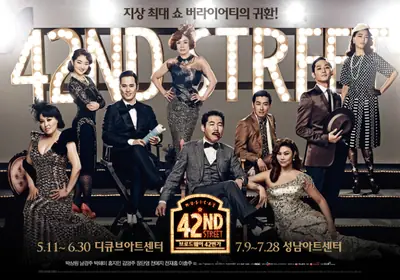 지상 최대 쇼 버라이어티의 귀환!
42ND STREET
MUSICAL
42ND
STREET
브로드웨이 42번가
5.11~ 6.30 디큐브아트센터
7.9~7.28 성남아트센터